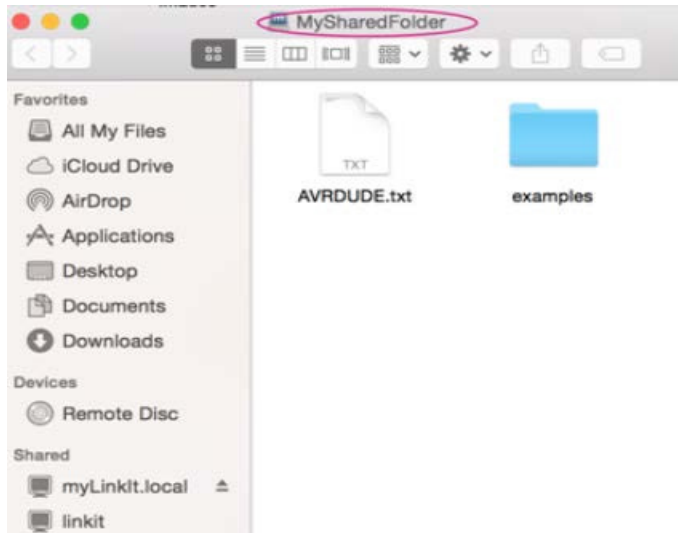 MySharedFolder
Favorites
All My Files
iCloud Drive
AirDrop
Applications
Desktop
Documents
Downloads
Devices
Remote Disc
Shared
myLinkIt.local
linkit
TXT
AVRDUDE.txt
examples